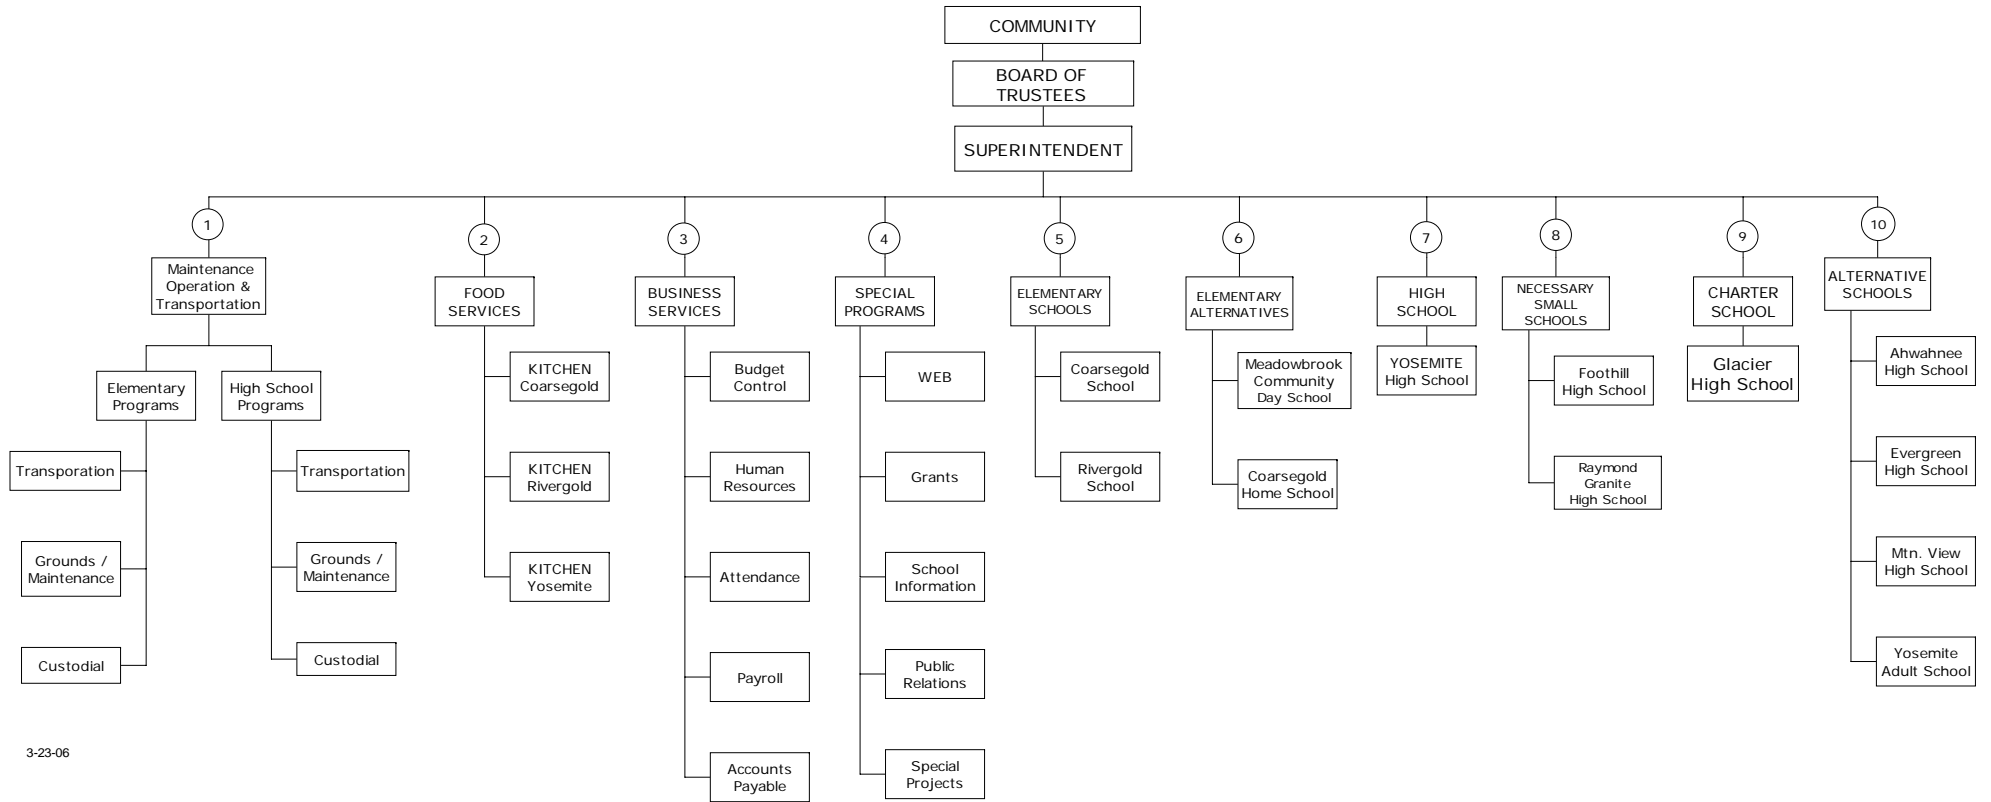 COMMUNITY
BOARD OF
TRUSTEES
SUPERINTENDENT
1
Maintenance
Operation &
Transportation
Elementary
Programs
Transporation
Grounds /
Maintenance
Custodial
High School
Programs
Transportation
Grounds /
Maintenance
Custodial
2
FOOD
SERVICES
KITCHEN
Coarsegold
KITCHEN
Rivergold
KITCHEN
Yosemite
3
BUSINESS
SERVICES
Budget
Control
Human
Resources
Attendance
Payroll
Accounts
Payable
4
SPECIAL
PROGRAMS
WEB
Grants
School
Information
Public
Relations
Special
Projects
5
ELEMENTARY
SCHOOLS
Coarsegold
School
Rivergold
School
6
ELEMENTARY
ALTERNATIVES
Meadowbrook
Community
Day School
Coarsegold
Home School
7
HIGH
SCHOOL
YOSEMITE
High School
8
NECESSARY
SMALL
SCHOOLS
Foothill
High School
Raymond
Granite
High School
9
CHARTER
SCHOOL
Glacier
High School
10
ALTERNATIVE
SCHOOLS
Ahwahnee
High School
Evergreen
High School
Mtn. View
High School
Yosemite
Adult School
3-23-06